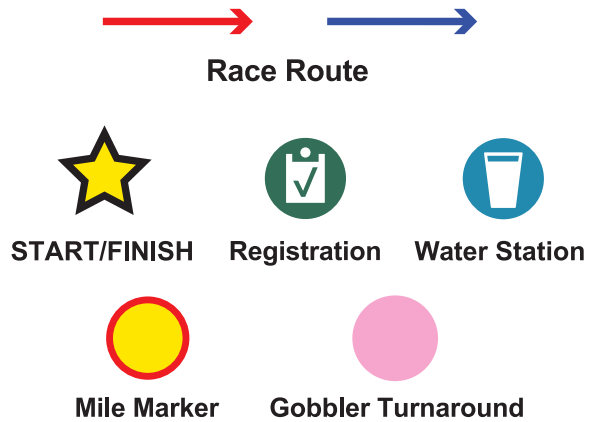 Race Route
START/FINISH Registration Water Station
Mile Marker Gobbler Turnaround